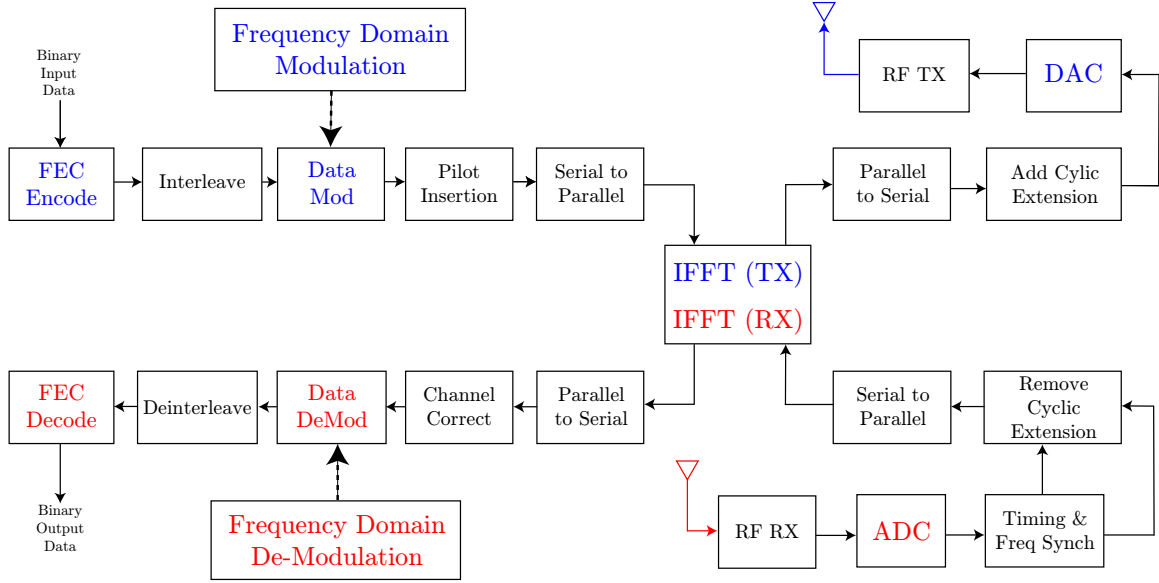 Frequency Domain
Modulation
Binary
Input
Data
RF TX
DAC
FEC
Encode
Interleave
Data
Mod
Pilot
Insertion
Serial to
Parallel
Parallel
to Serial
Add Cylic
Extension
IFFT (TX)
IFFT (RX)
FEC
Decode
Deinterleave
Data
DeMod
Channel
Correct
Parallel
to Serial
Serial to
Parallel
Remove
Cyclic
Extension
Binary
Output
Data
Frequency Domain
De-Modulation
RF RX
ADC
Timing &
Freq Synch